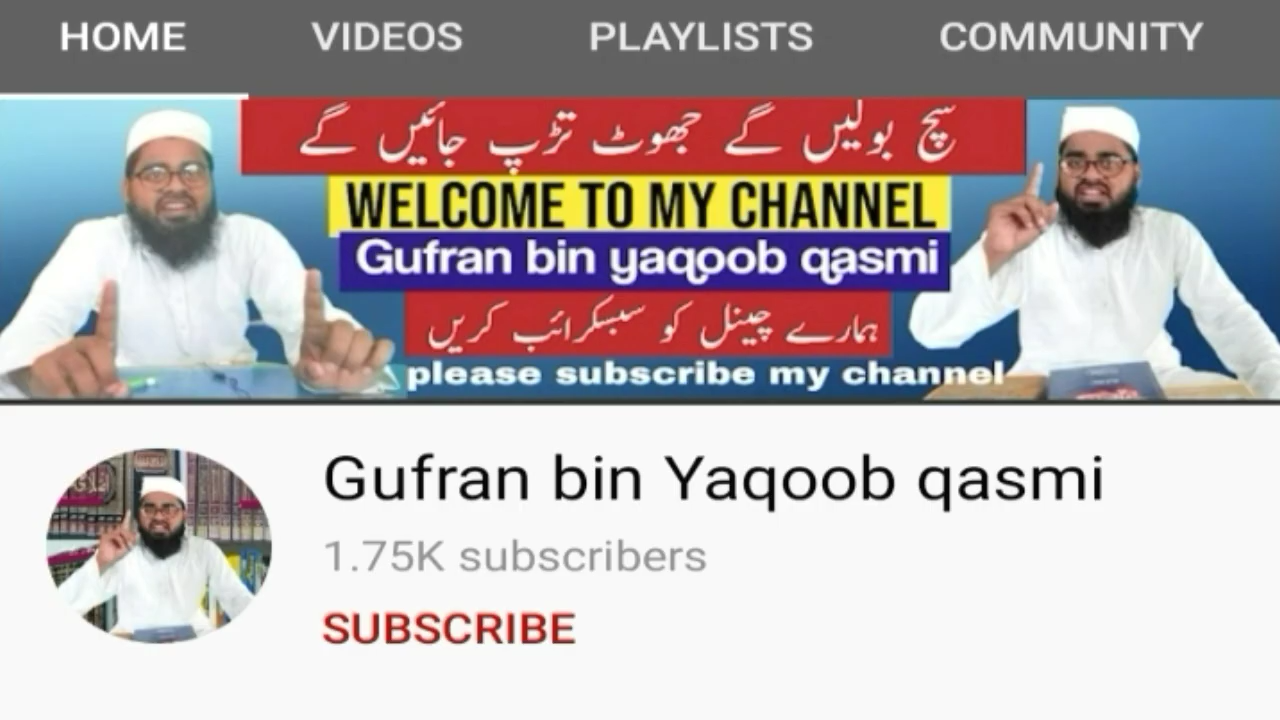 HOME VIDEOS PLAYLISTS COMMUNITY
سچ بولیں گے جھوٹ تڑپ جائیں گے
WELCOME TO MY CHANNEL
Gufran bin yaqoob qasmi
ہمارے چینل کو سبسکرائب کریں
please subscribe my channel
Gufran bin Yaqoob qasmi
1.75K subscribers
SUBSCRIBE